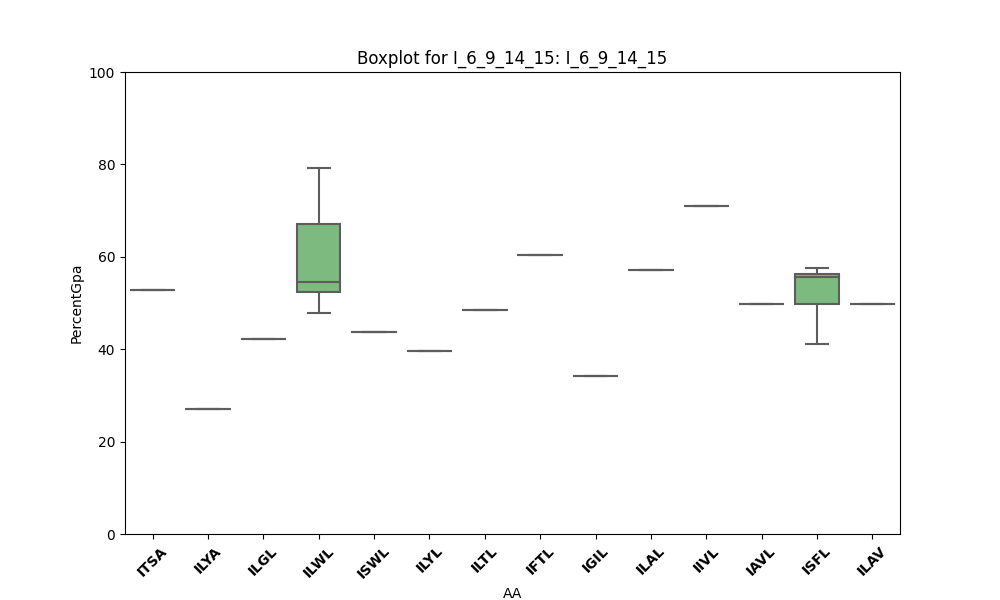 Boxplot for I_6_9_14_15: I_6_9_14_15
100
80
60
40
20
0
PercentGpa
ITSA
ILYA
ILGL
ILWL
ISWL
ILYL
ILTL
IFTL
IGIL
ILAL
IIVL
IAVL
ISFL
ILAV
AA